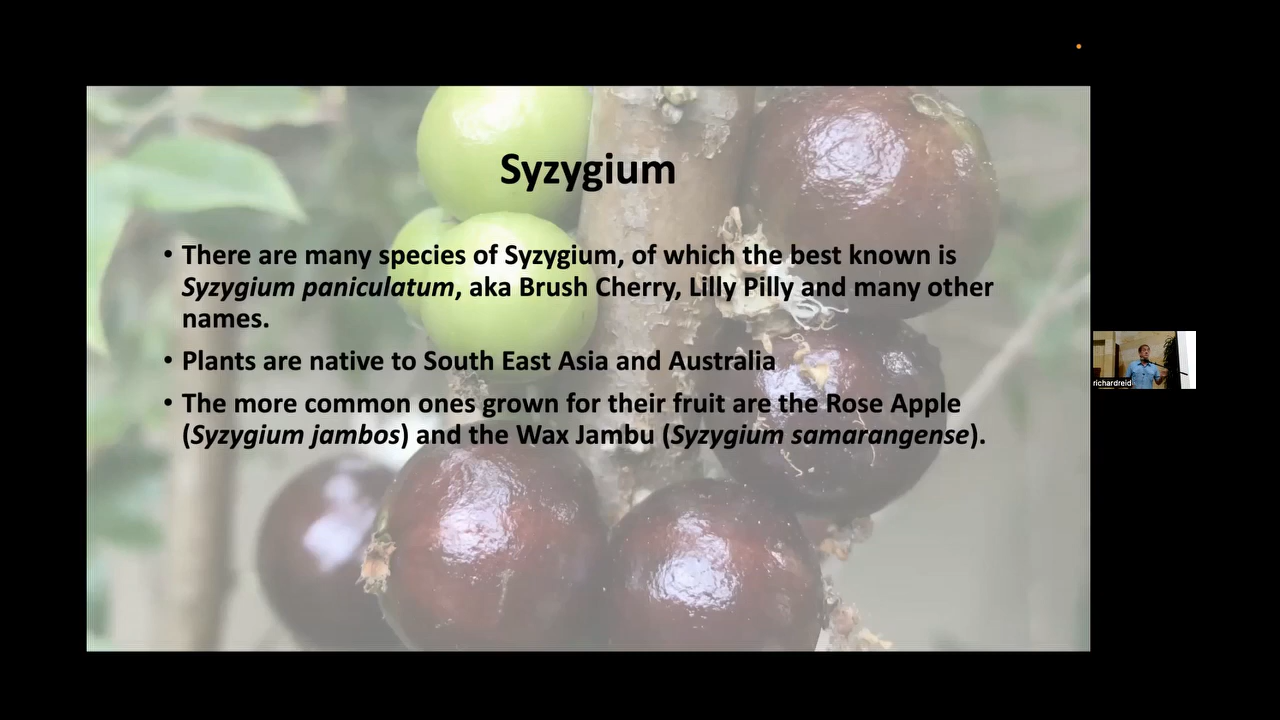 Syzygium
• There are many species of Syzygium, of which the best known is
Syzygium paniculatum, aka Brush Cherry, Lilly Pilly and many other
names.
• Plants are native to South East Asia and Australia
• The more common ones grown for their fruit are the Rose Apple
(Syzygium jambos) and the Wax Jambu (Syzygium samarangense).
richardreid